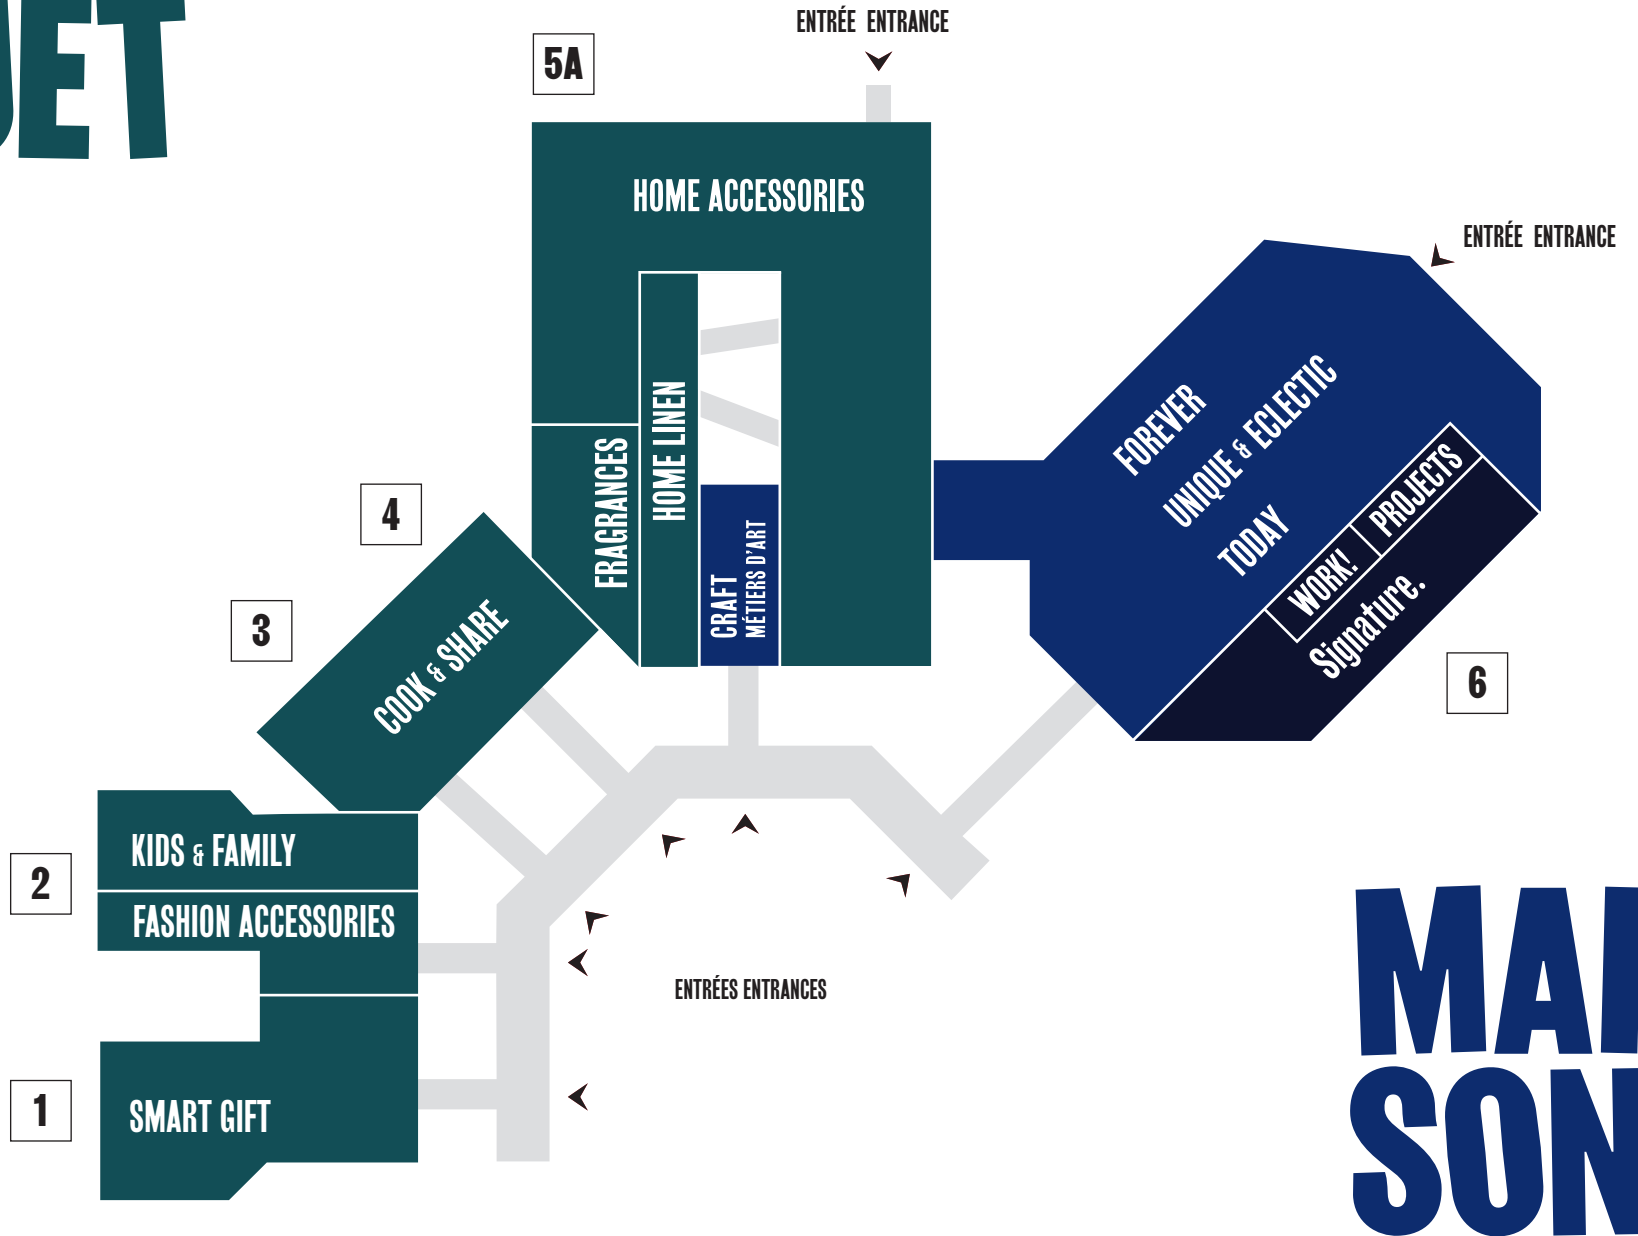 JET
ENTRÉE ENTRANCE
5A
HOME ACCESSORIES
ENTRÉE ENTRANCE
FOREVER
UNIQUE & ECLECTIC
TODAY
HOME LINEN
FRAGRANCES
CRAFT
MÉTIERS D'ART
PROJECTS
WORK!
Signature.
4
3
COOK & SHARE
6
KIDS & FAMILY
2
FASHION ACCESSORIES
ENTRÉES ENTRANCES
1
SMART GIFT
MAI
SON